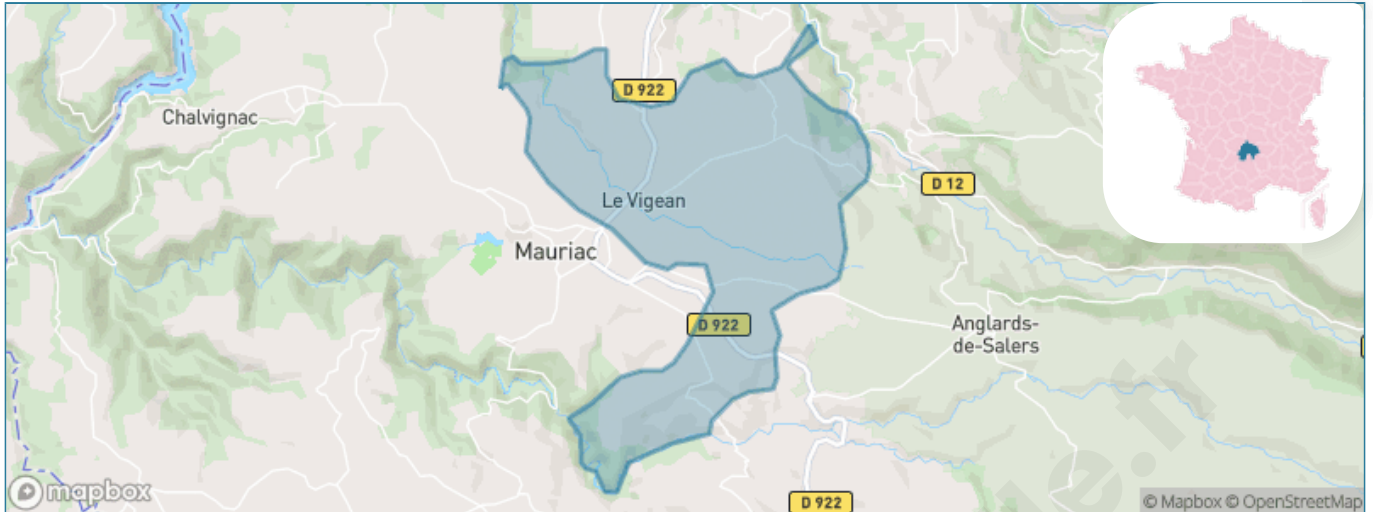 D 922
Chalvignac
D 12
Le Vigean
Mauriac
D 922
Anglards-
de-Salers
D 922
mapbox
© Mapbox © OpenStreetMap